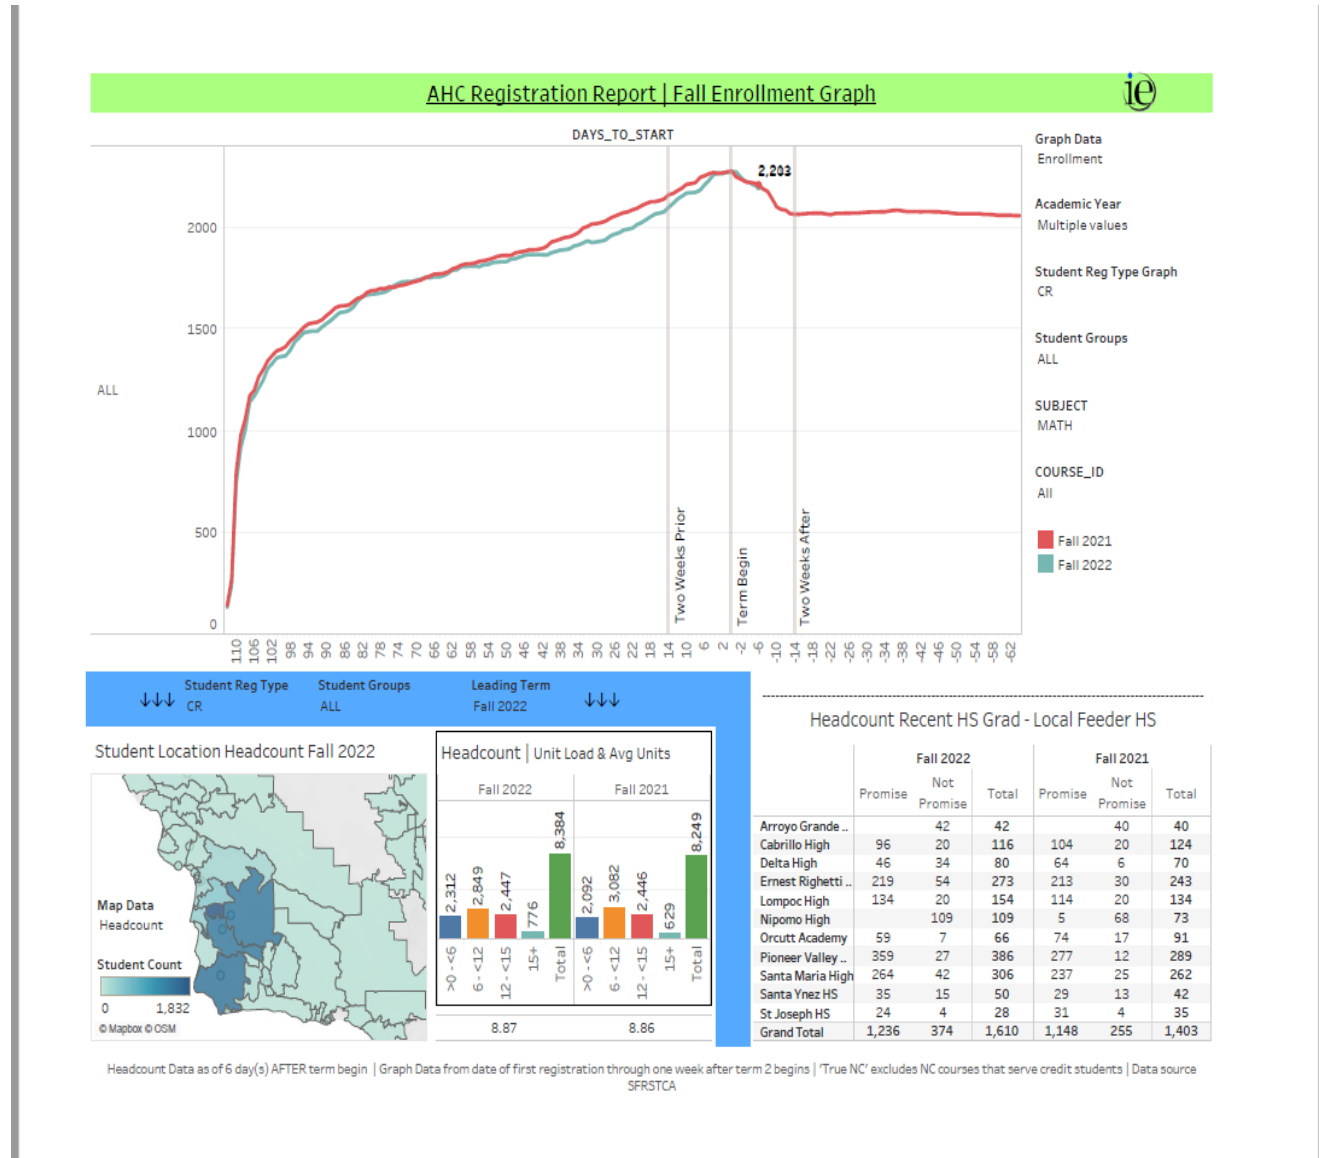 AHC Registration Report | Fall Enrollment Graph
ie
DAYS_TO_START
2,203
2000
1500
1000
500
0
ALL
Two Weeks Prior
Term Begin
Two Weeks After
110 106 102 98 94 90 86 82 78 74 70 66 62 58 54 50 46 42 38 34 30 26 22 18 14 10 6 2 -2 -6 -10 -14 -18 -22 -26 -30 -34 -38 -42 -46 -50 -54 -58 -62
Graph Data
Enrollment
Academic Year
Multiple values
Student Reg Type Graph
CR
Student Groups
ALL
SUBJECT
MATH
COURSE_ID
All
Fall 2021
Fall 2022
↓↓↓ Student Reg Type Student Groups Leading Term ↓↓↓
CR ALL Fall 2022
Student Location Headcount Fall 2022
Map Data
Headcount
Student Count
0 1,832
© Mapbox © OSM
Headcount | Unit Load & Avg Units
Fall 2022 Fall 2021
2,312 2,849 2,447 776 8,384 2,092 3,082 2,446 629 8,249
>0 - <6 6 - <12 12 - <15 15+ Total >0 - <6 6 - <12 12 - <15 15+ Total
8.87 8.86
Headcount Recent HS Grad - Local Feeder HS
Fall 2022 Fall 2021
Promise Not Promise Total Promise Not Promise Total
Arroyo Grande .. 42 42 40 40
Cabrillo High 96 20 116 104 20 124
Delta High 46 34 80 64 6 70
Ernest Righetti .. 219 54 273 213 30 243
Lompoc High 134 20 154 114 20 134
Nipomo High 109 109 5 68 73
Orcutt Academy 59 7 66 74 17 91
Pioneer Valley .. 359 27 386 277 12 289
Santa Maria High 264 42 306 237 25 262
Santa Ynez HS 35 15 50 29 13 42
St Joseph HS 24 4 28 31 4 35
Grand Total 1,236 374 1,610 1,148 255 1,403
Headcount Data as of 6 day(s) AFTER term begin | Graph Data from date of first registration through one week after term 2 begins | 'True NC' excludes NC courses that serve credit students | Data source
SFRSTCA